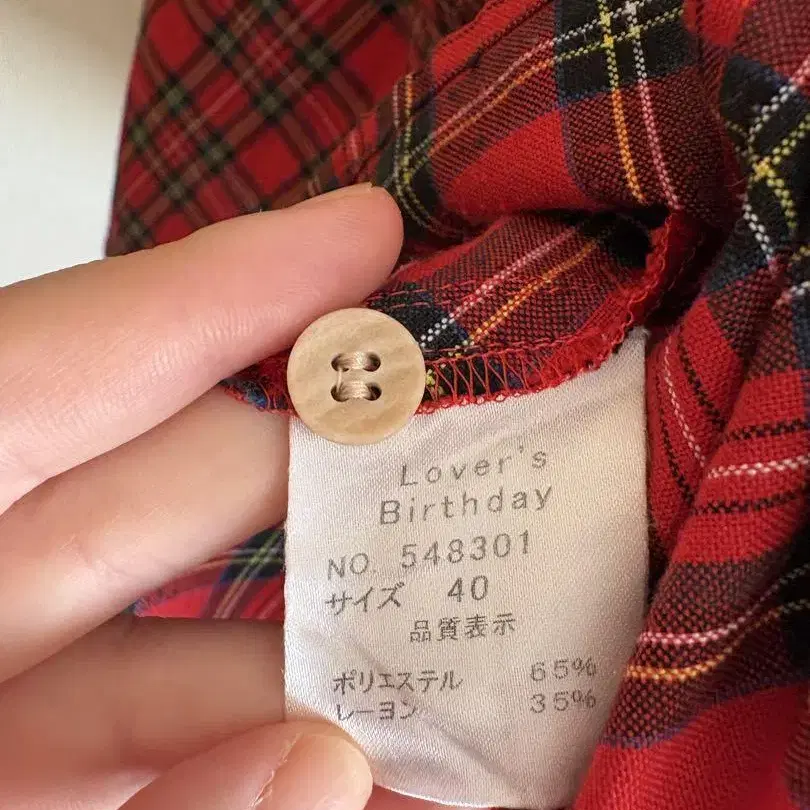 Lover's
Birthday
NO. 548301
サイズ 40
品質表示
ポリエステル 65%
レーヨン 35%